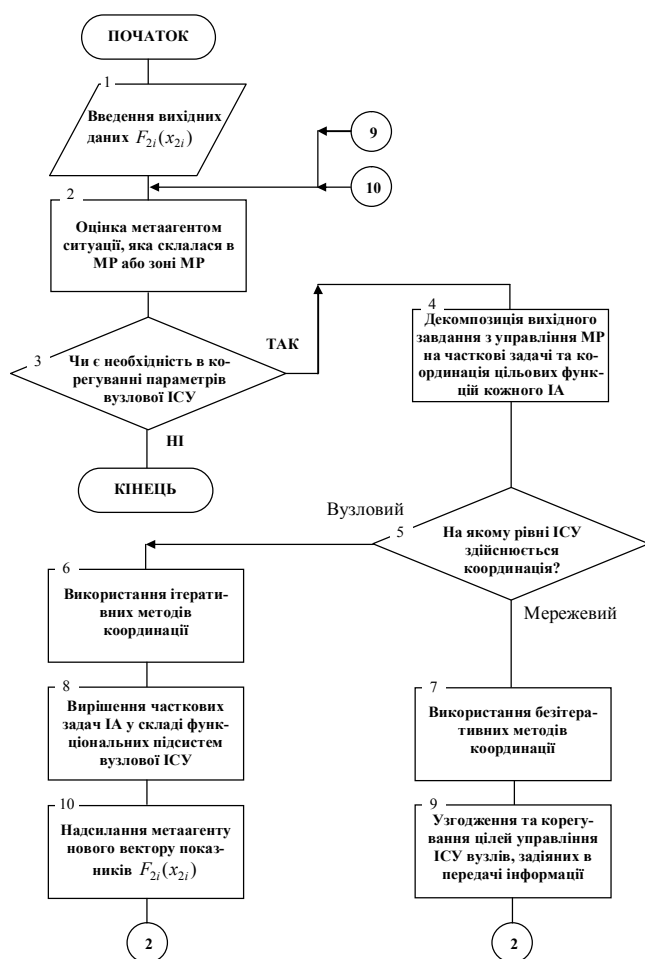 ПОЧАТОК
1
Введення вихідних
даних F2i(x2i)
9
10
2
Оцінка метаагентом
ситуації, яка склалася в
МР або зоні МР
3
Чи є необхідність в ко-
регуванні параметрів
вузлової ІСУ
ТАК
НІ
КІНЕЦЬ
4
Декомпозиція вихідного
завдання з управління МР
на часткові задачі та ко-
ординація цільових функ-
цій кожного ІА
Вузловий
5
На якому рівні ІСУ
здійснюється
координація?
Мережевий
6
Використання ітератив-
вних методів
координації
7
Використання безітера-
тивних методів
координації
8
Вирішення часткових
задач ІА у складі функ-
ціональних підсистем
вузлової ІСУ
9
Узгодження та корегу-
вання цілей управління
ІСУ вузлів, задіяних в
передачі інформації
10
Надсилання метаагенту
нового вектору показ-
ників F2i(x2i)
2
2